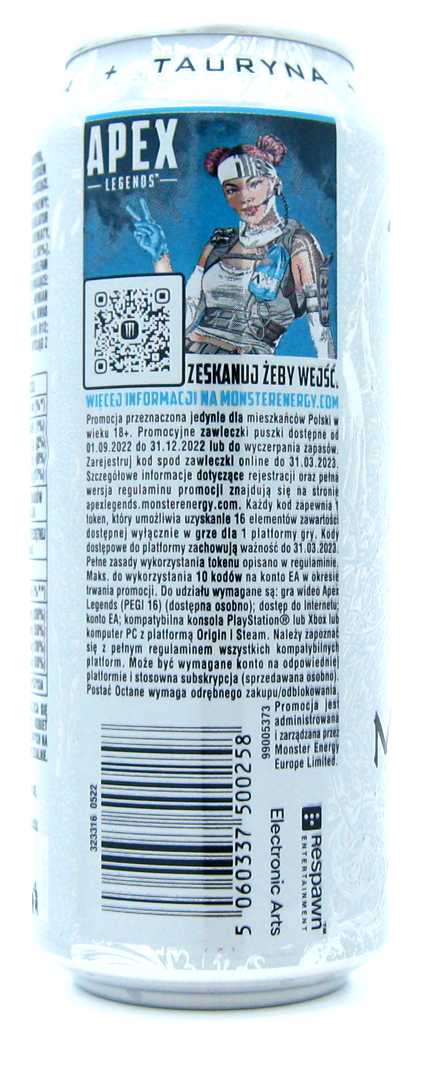 + TAURYNA
APEX
LEGENDS™
ZESKANUJ ŻEBY WEJŚĆ.
WIĘCEJ INFORMACJI NA MONSTERENERGY.COM
Promocja przeznaczona jedynie dla mieszkańców Polski w
wieku 18+. Promocyjne zawleczki puszki dostępne od
01.09.2022 do 31.12.2022 lub do wyczerpania zapasów.
Zarejestruj kod spod zawleczki online do 31.03.2023.
Szczegółowe informacje dotyczące rejestracji oraz pełna
wersja regulaminu promocji znajdują się na stronie
apexlegends.monsterenergy.com. Każdy kod zapewnia 1
token, który umożliwia uzyskanie 16 elementów zawartości
dostępnej wyłącznie w grze dla 1 platformy gry. Kody
dostępowe do platformy zachowują ważność do 31.03.2023.
Pełne zasady wykorzystania tokenu opisano w regulaminie.
Maks. do wykorzystania 10 kodów na konto EA w okresie
trwania promocji. Do udziału wymagane są: gra wideo Apex
Legends (PEGI 16) (dostępna osobno); dostęp do Internetu;
konto EA; kompatybilna konsola PlayStation® lub Xbox lub
komputer PC z platformą Origin i Steam. Należy zapoznać
się z pełnym regulaminem wszystkich kompatybilnych
platform. Może być wymagane konto na odpowiedniej
platformie i stosowna subskrypcja (sprzedawana osobno).
Postać Octane wymaga odrębnego zakupu/odblokowania.
Promocja jest
administrowana
i zarządzana przez
Monster Energy
Europe Limited.
99005373
5 060337 500258
323316 0522
Electronic Arts
Respawn™
ENTERTAINMENT